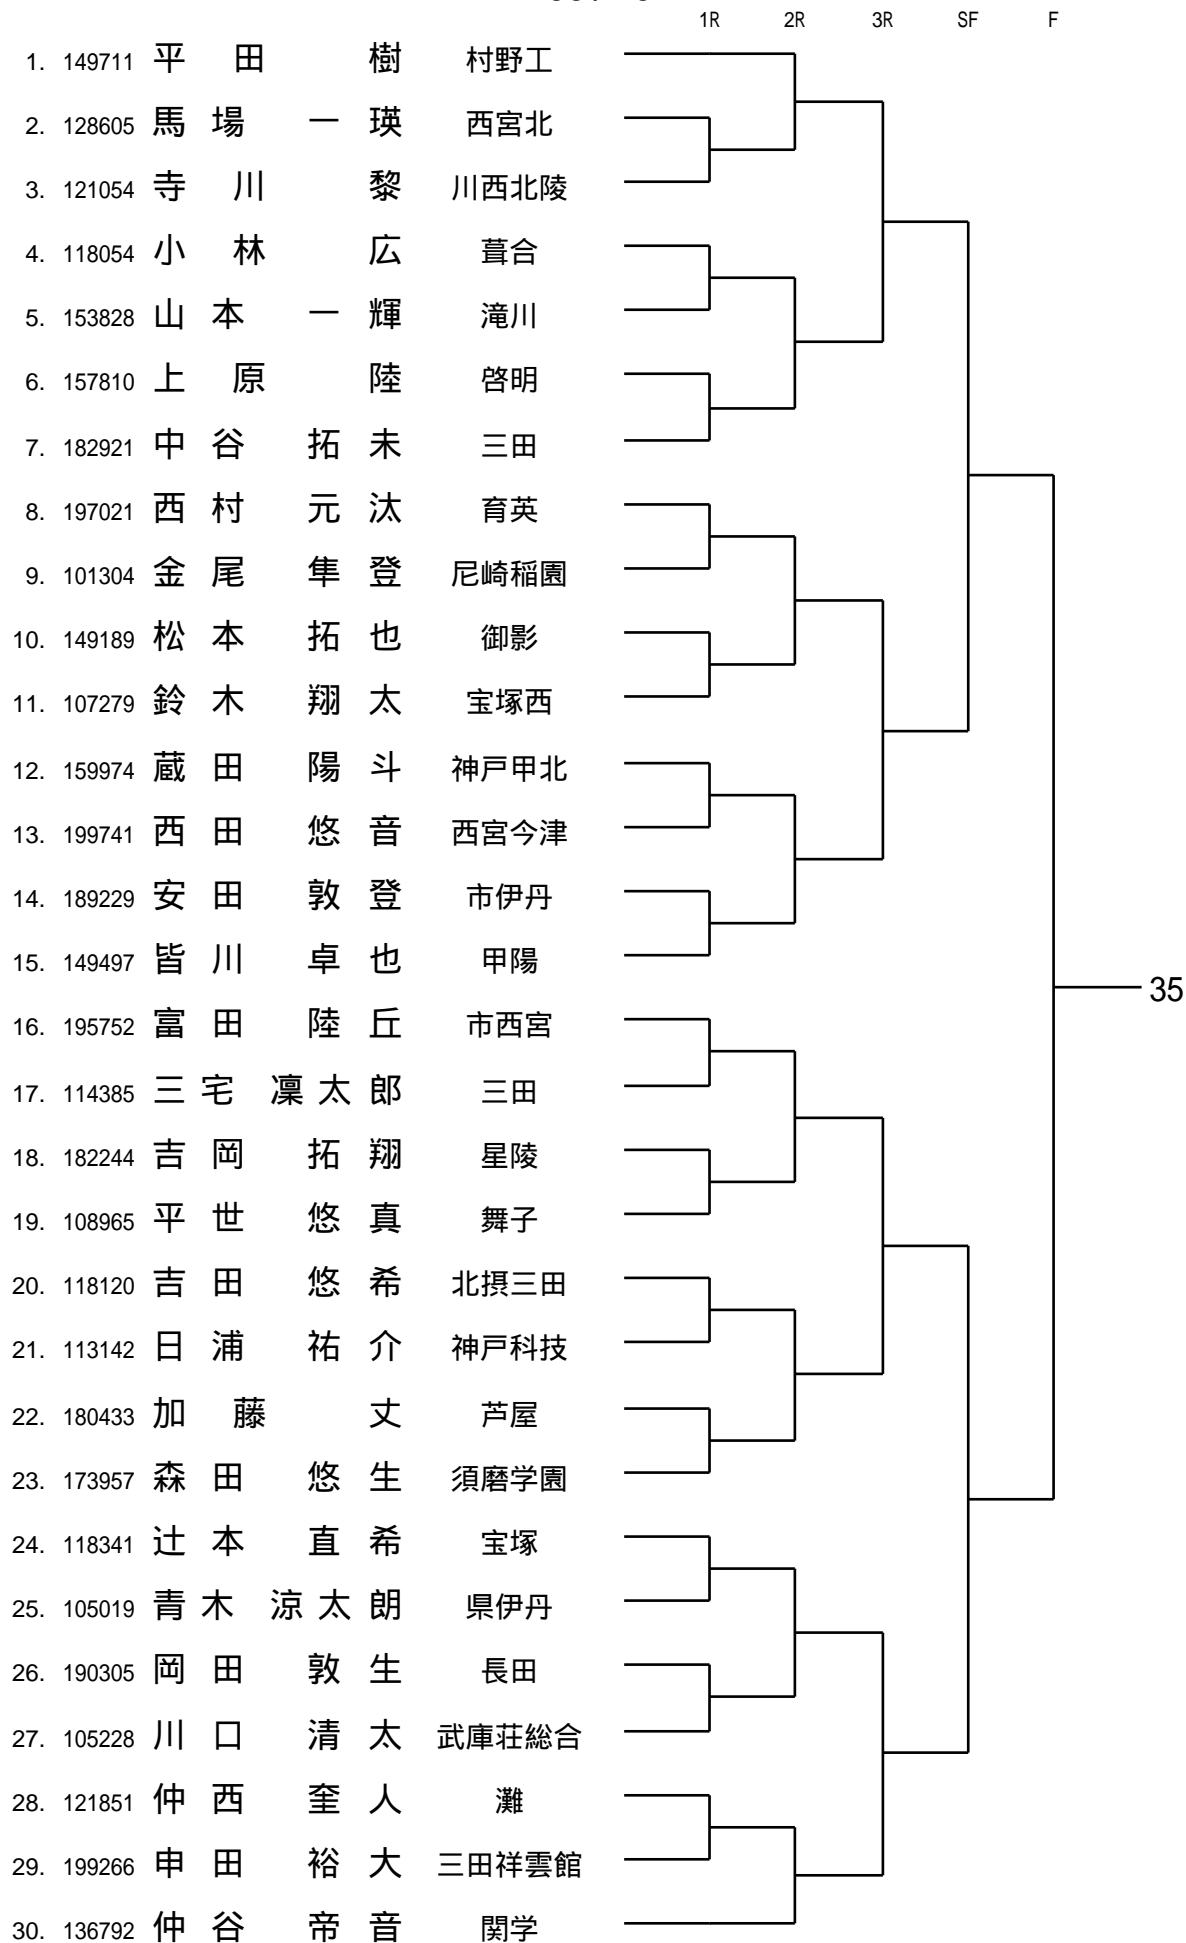 1R 2R 3R SF F
1. 149711 平田 樹 村野工
2. 128605 馬場 一瑛 西宮北
3. 121054 寺川 黎 川西北陵
4. 118054 小林 広 葺合
5. 153828 山本 一輝 滝川
6. 157810 上原 陸 啓明
7. 182921 中谷 拓未 三田
8. 197021 西村 元汰 育英
9. 101304 金尾 隼登 尼崎稲園
10. 149189 松本 拓也 御影
11. 107279 鈴木 翔太 宝塚西
12. 159974 蔵田 陽斗 神戸甲北
13. 199741 西田 悠音 西宮今津
14. 189229 安田 敦登 市伊丹
15. 149497 皆川 卓也 甲陽
35
16. 195752 富田 陸丘 市西宮
17. 114385 三宅 凜太郎 三田
18. 182244 吉岡 拓翔 星陵
19. 108965 平世 悠真 舞子
20. 118120 吉田 悠希 北摂三田
21. 113142 日浦 祐介 神戸科技
22. 180433 加藤 丈 芦屋
23. 173957 森田 悠生 須磨学園
24. 118341 辻本 直希 宝塚
25. 105019 青木 涼太朗 県伊丹
26. 190305 岡田 敦生 長田
27. 105228 川口 清太 武庫荘総合
28. 121851 仲西 奎人 灘
29. 199266 申田 裕大 三田祥雲館
30. 136792 仲谷 帝音 関学